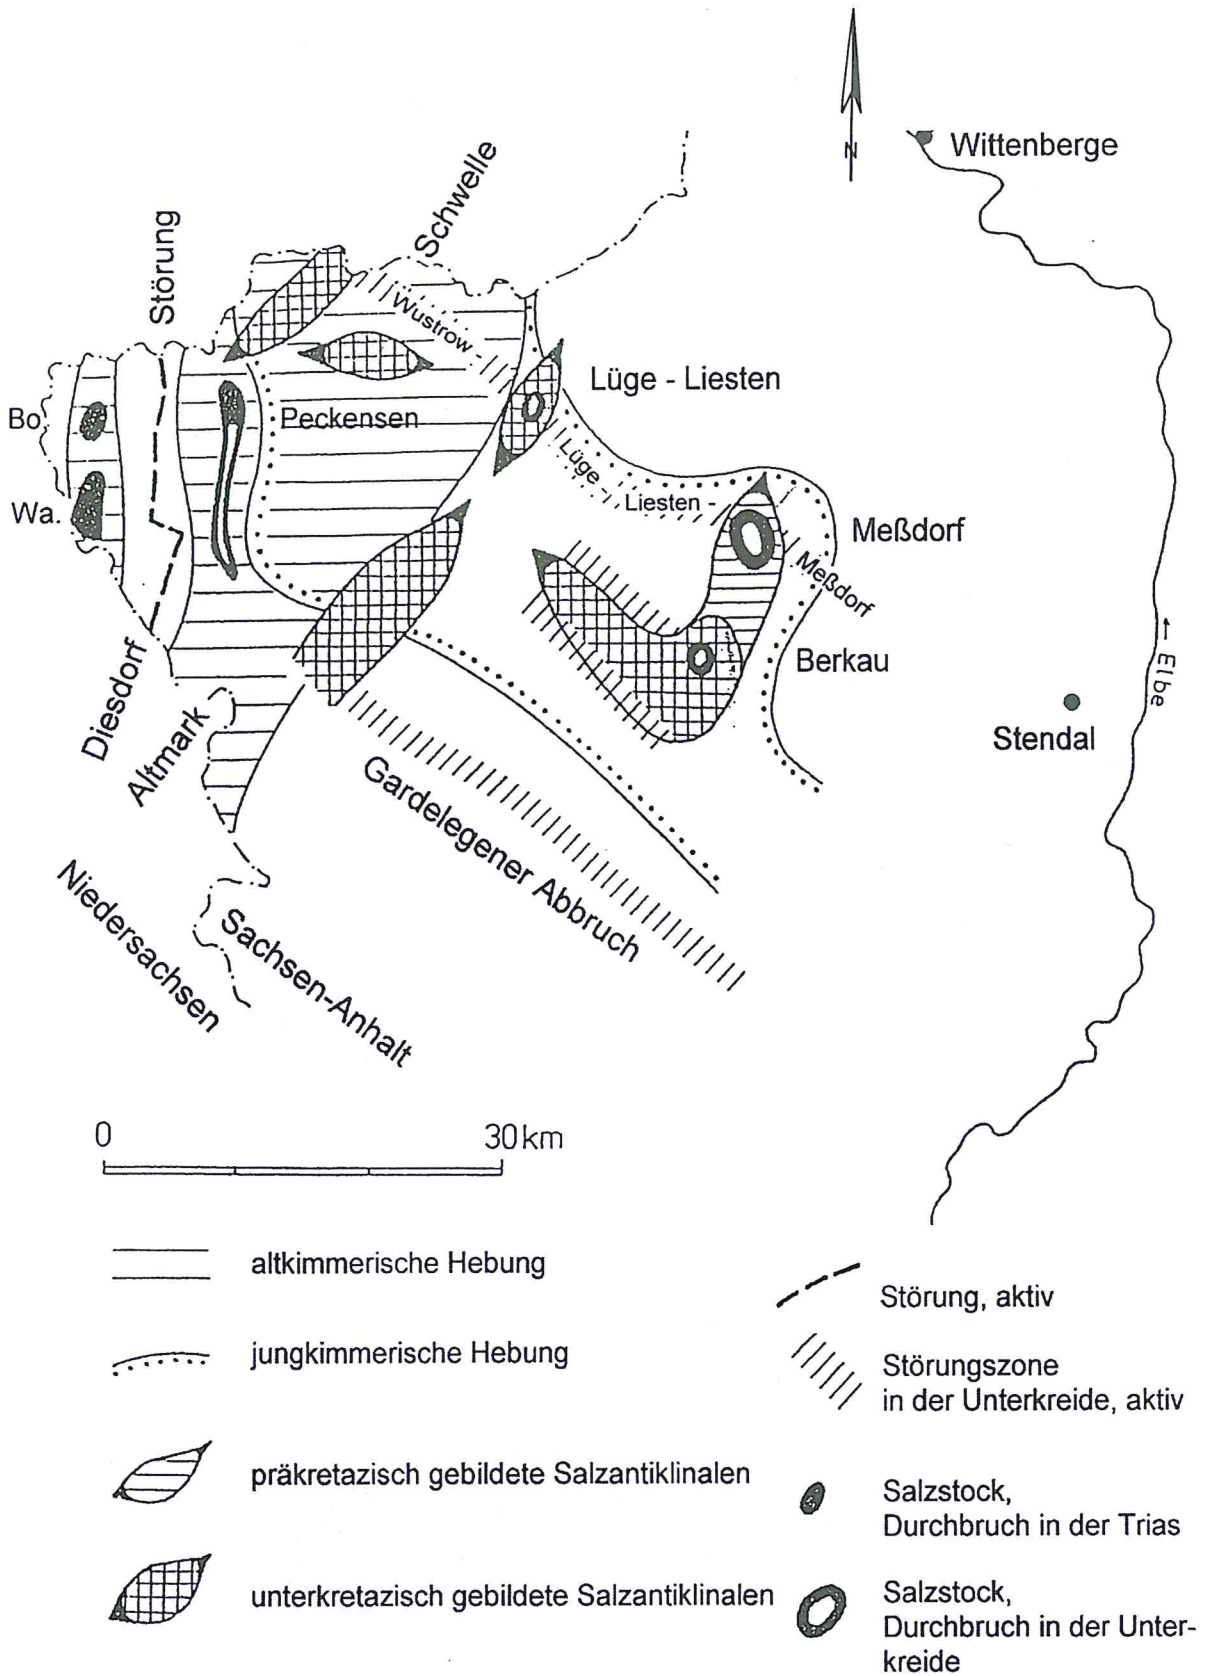 N
Wittenberge
Schwelle
Störung
Wustrow -
Lüge - Liesten
Bo.
Peckensen
Lüge -
Liesten -
Wa.
Meßdorf
Meßdorf
Berkau
← Elbe
Diesdorf
Altmark
Stendal
Gardelegener Abbruch
Niedersachsen
Sachsen-Anhalt
0 30 km
altkimmerische Hebung
jungkimmerische Hebung
präkretazisch gebildete Salzantiklinalen
unterkretazisch gebildete Salzantiklinalen
Störung, aktiv
Störungszone
in der Unterkreide, aktiv
Salzstock,
Durchbruch in der Trias
Salzstock,
Durchbruch in der Unter-
kreide